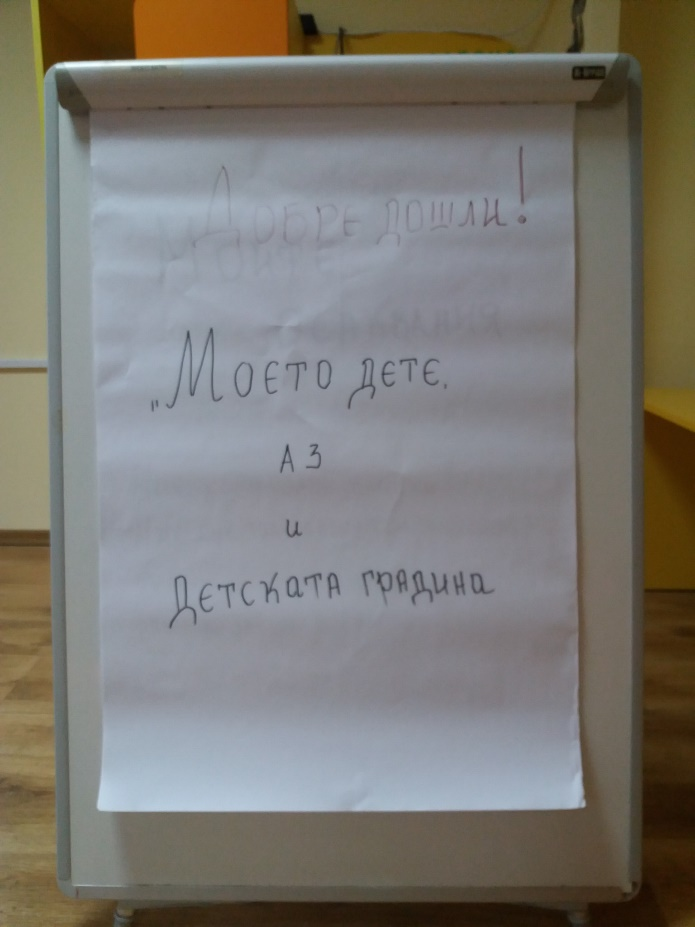 Добре дошли!
„Моето дете,
аз
и
Детската градина